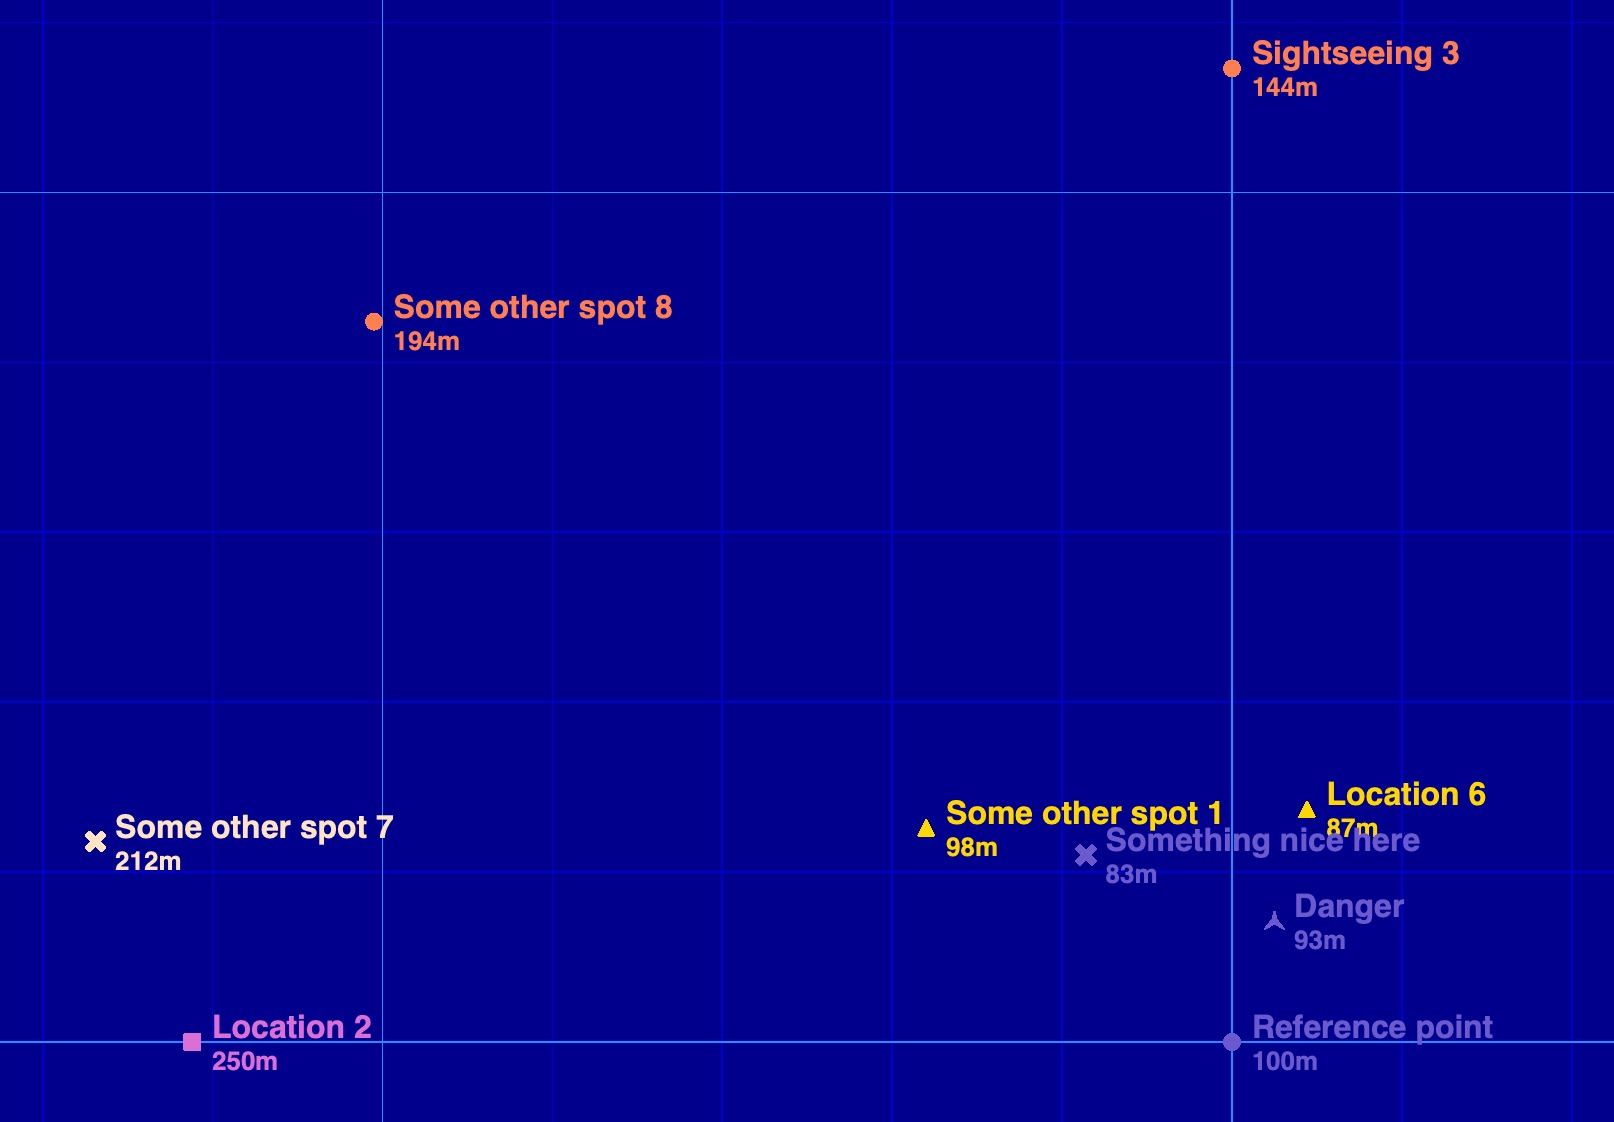 Sightseeing 3
144m
Some other spot 8
194m
Location 6
87m
Some other spot 1
98m
Some other spot 7
212m
Something nice here
83m
Danger
93m
Location 2
250m
Reference point
100m